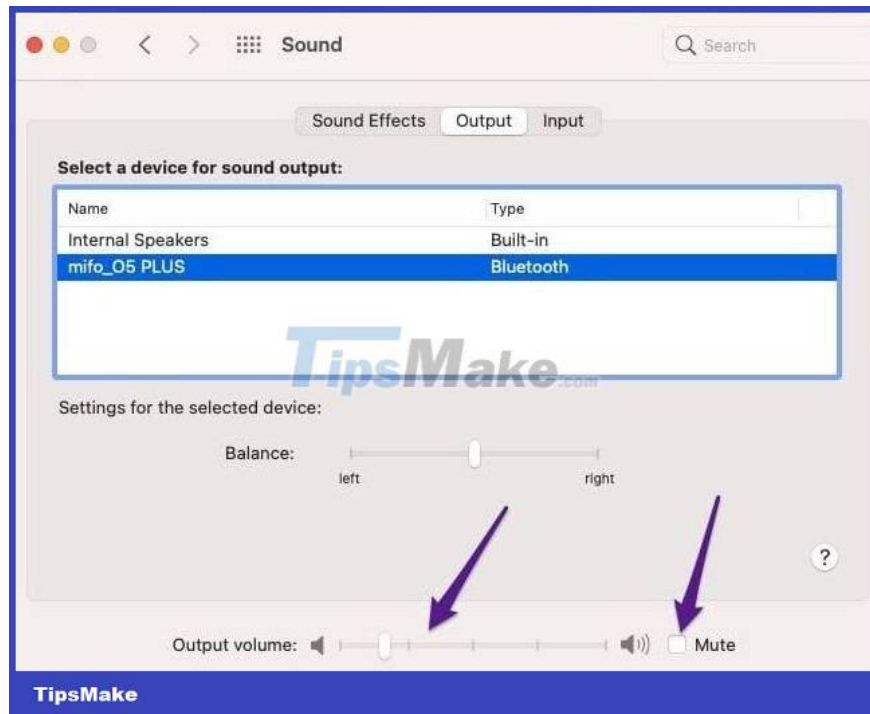 Sound
Search
Sound Effects Output Input
Select a device for sound output:
Name Type
Internal Speakers Built-in
mifo_O5 PLUS Bluetooth
TipsMake.com
Settings for the selected device:
Balance:
left right
?
Output volume: Mute
TipsMake